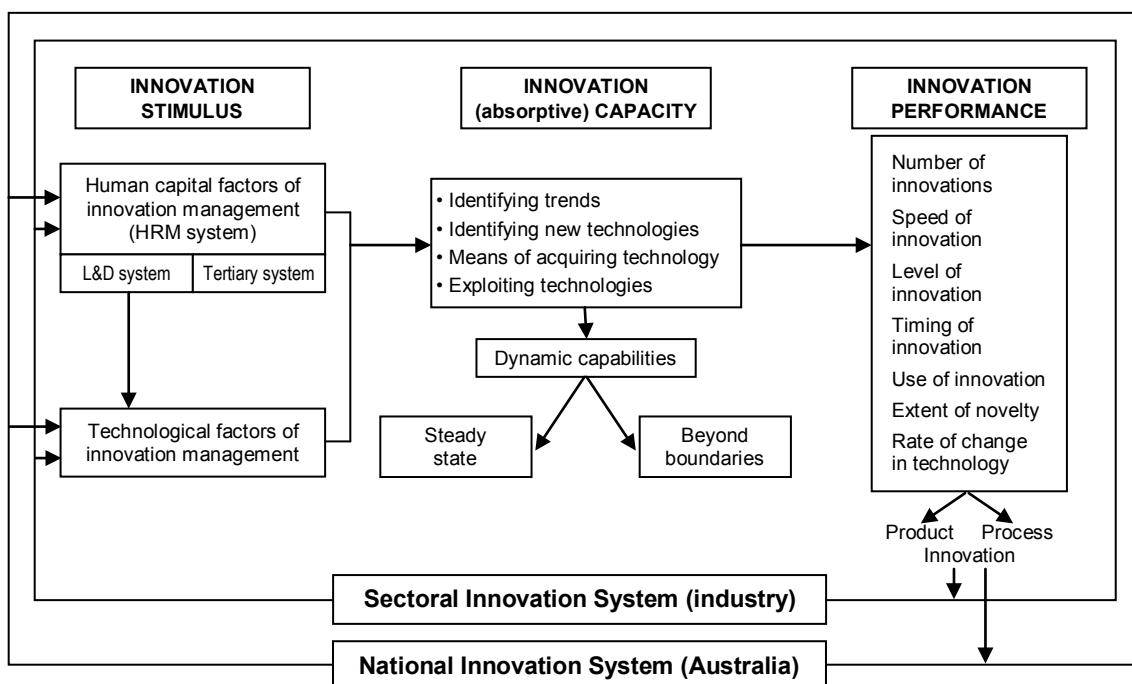 INNOVATION
STIMULUS
INNOVATION
(absorptive) CAPACITY
INNOVATION
PERFORMANCE
Human capital factors of
innovation management
(HRM system)
L&D system
Tertiary system
Technological factors of
innovation management
• Identifying trends
• Identifying new technologies
• Means of acquiring technology
• Exploiting technologies
Dynamic capabilities
Steady
state
Beyond
boundaries
Number of
innovations
Speed of
innovation
Level of
innovation
Timing of
innovation
Use of innovation
Extent of novelty
Rate of change
in technology
Product Process
Innovation
Sectoral Innovation System (industry)
National Innovation System (Australia)